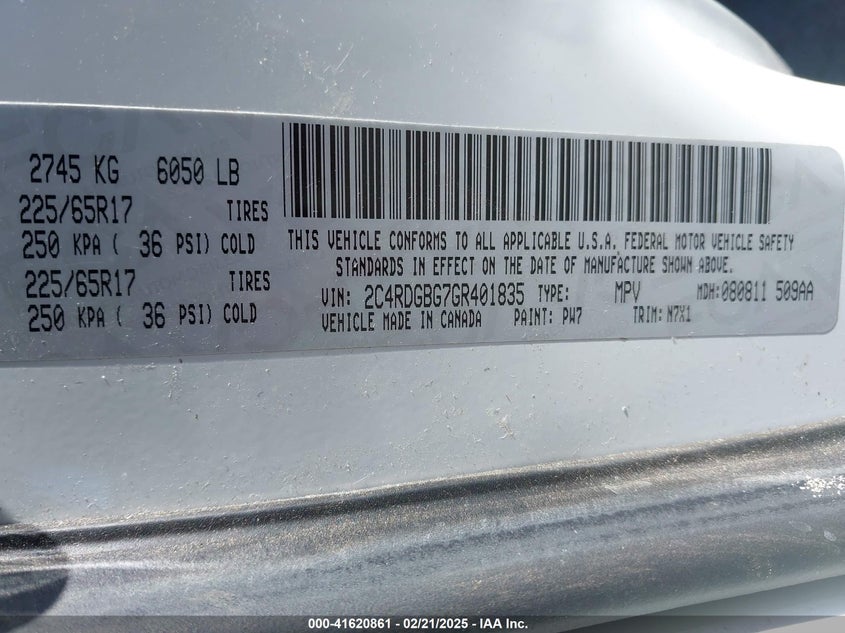 2745 KG 6050 LB
225/65R17 TIRES
250 KPA ( 36 PSI) COLD
225/65R17 TIRES
250 KPA ( 36 PSI) COLD
THIS VEHICLE CONFORMS TO ALL APPLICABLE U.S.A. FEDERAL MOTOR VEHICLE SAFETY
STANDARDS IN EFFECT ON THE DATE OF MANUFACTURE SHOWN ABOVE.
VIN: 2C4RDGBG7GR401835 TYPE: MPV MDH:080811 509AA
VEHICLE MADE IN CANADA PAINT: PW7 TRIM: N7X1
000-41620861 — 02/21/2025 — IAA Inc.